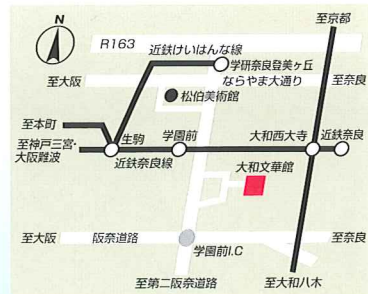 至京都
N
R163
近鉄けいはんな線
学研奈良登美ヶ丘
至大阪
ならやま大通り
至奈良
松伯美術館
至本町
生駒
学園前
大和西大寺
近鉄奈良
至神戸三宮・
大阪難波
近鉄奈良線
大和文華館
至大阪
阪奈道路
至奈良
学園前I.C
至第二阪奈道路
至大和八木